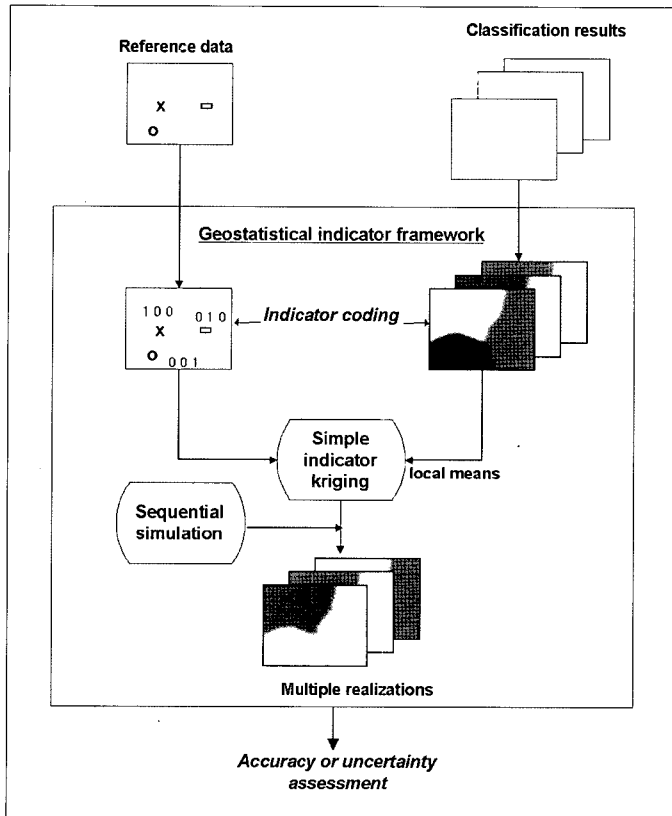 Reference data
Classification results
X
O
Geostatistical indicator framework
1 0 0
0 1 0
X
O
0 0 1
Indicator coding
Simple
indicator
kriging
local means
Sequential
simulation
Multiple realizations
Accuracy or uncertainty
assessment